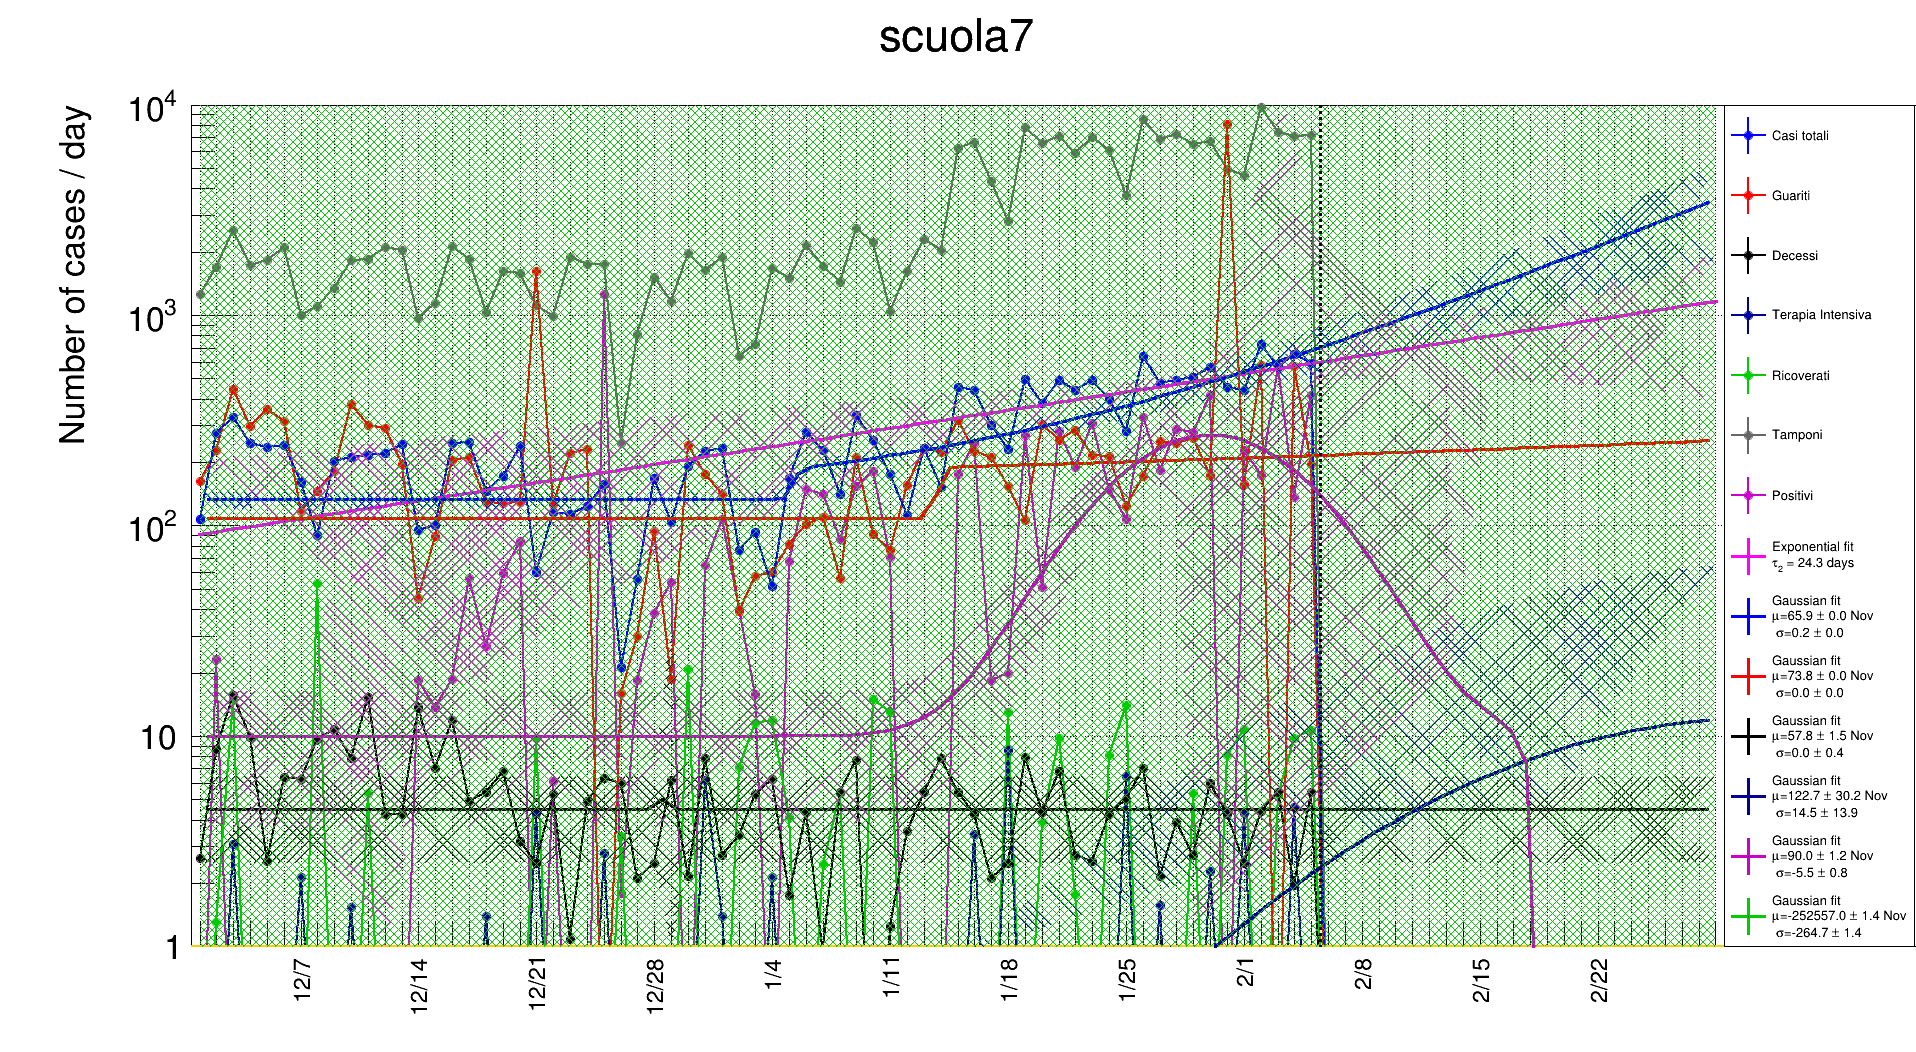 scuola7
Number of cases / day
10^4
10^3
10^2
10
1
12/7
12/14
12/21
12/28
1/4
1/11
1/18
1/25
2/1
2/8
2/15
2/22
Casi totali
Guariti
Decessi
Terapia Intensiva
Ricoverati
Tamponi
Positivi
Exponential fit
τ₂ = 24.3 days
Gaussian fit
μ=65.9 ± 0.0 Nov
σ=0.2 ± 0.0
Gaussian fit
μ=73.8 ± 0.0 Nov
σ=0.0 ± 0.0
Gaussian fit
μ=57.8 ± 1.5 Nov
σ=0.0 ± 0.4
Gaussian fit
μ=122.7 ± 30.2 Nov
σ=14.5 ± 13.9
Gaussian fit
μ=90.0 ± 1.2 Nov
σ=-5.5 ± 0.8
Gaussian fit
μ=-252557.0 ± 1.4 Nov
σ=-264.7 ± 1.4